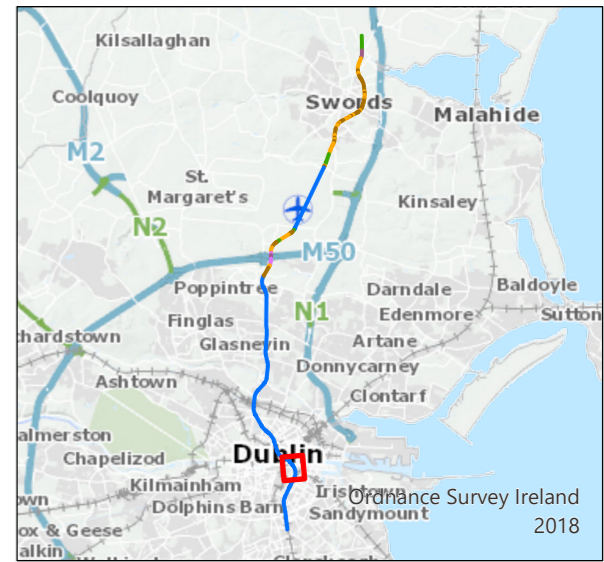 Kilsallaghan
Coolquoy
Swords
Malahide
M2
St.
Margaret's
Kinsaley
N2
M50
Poppintree
Darndale
Baldoyle
N1
Edenmore
Sutton
Finglas
chardstown
Glasnevin
Artane
Donnycarney
Ashtown
Clontarf
almerston
Dublin
Chapelizod
Kilmainham
Irishtown
Ordnance Survey Ireland
2018
own
Dolphins Barn
Sandymount
ox & Geese
alkin